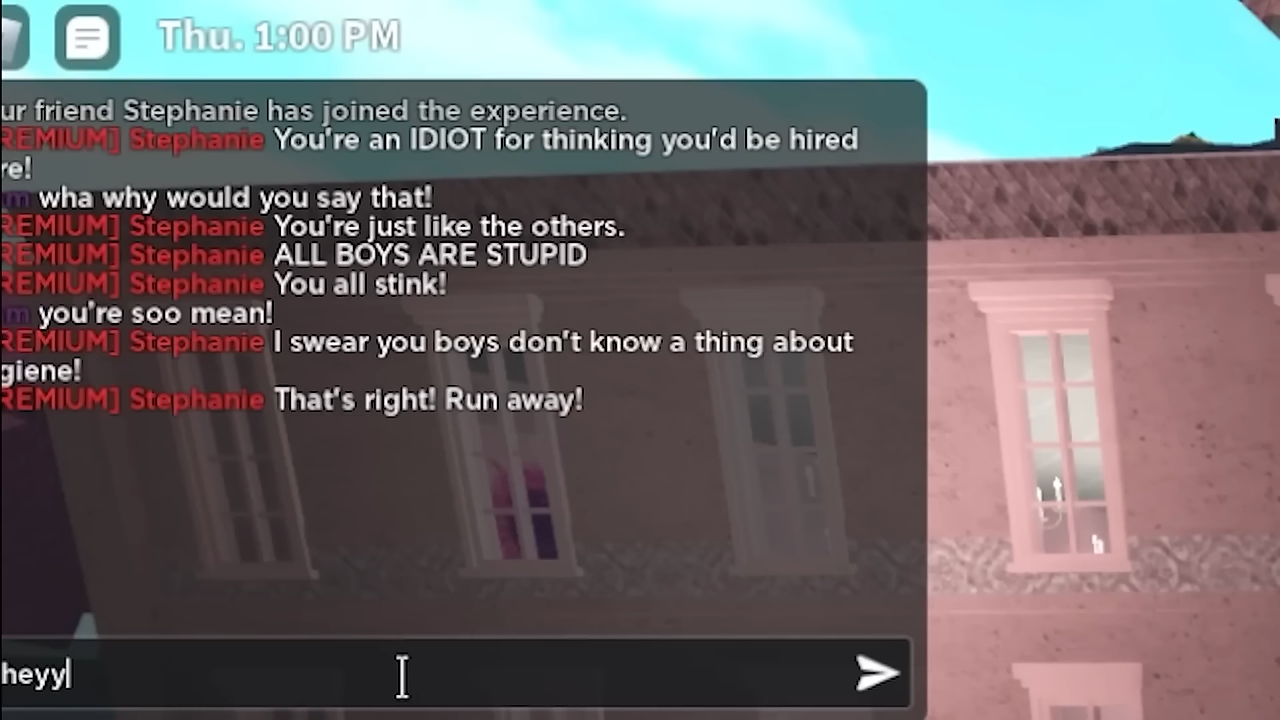 Thu. 1:00 PM
ur friend Stephanie has joined the experience.
REMIUM] Stephanie You're an IDIOT for thinking you'd be hired
re!
m wha why would you say that!
REMIUM] Stephanie You're just like the others.
REMIUM] Stephanie ALL BOYS ARE STUPID
REMIUM] Stephanie You all stink!
m you're soo mean!
REMIUM] Stephanie I swear you boys don't know a thing about
giene!
REMIUM] Stephanie That's right! Run away!
heyy